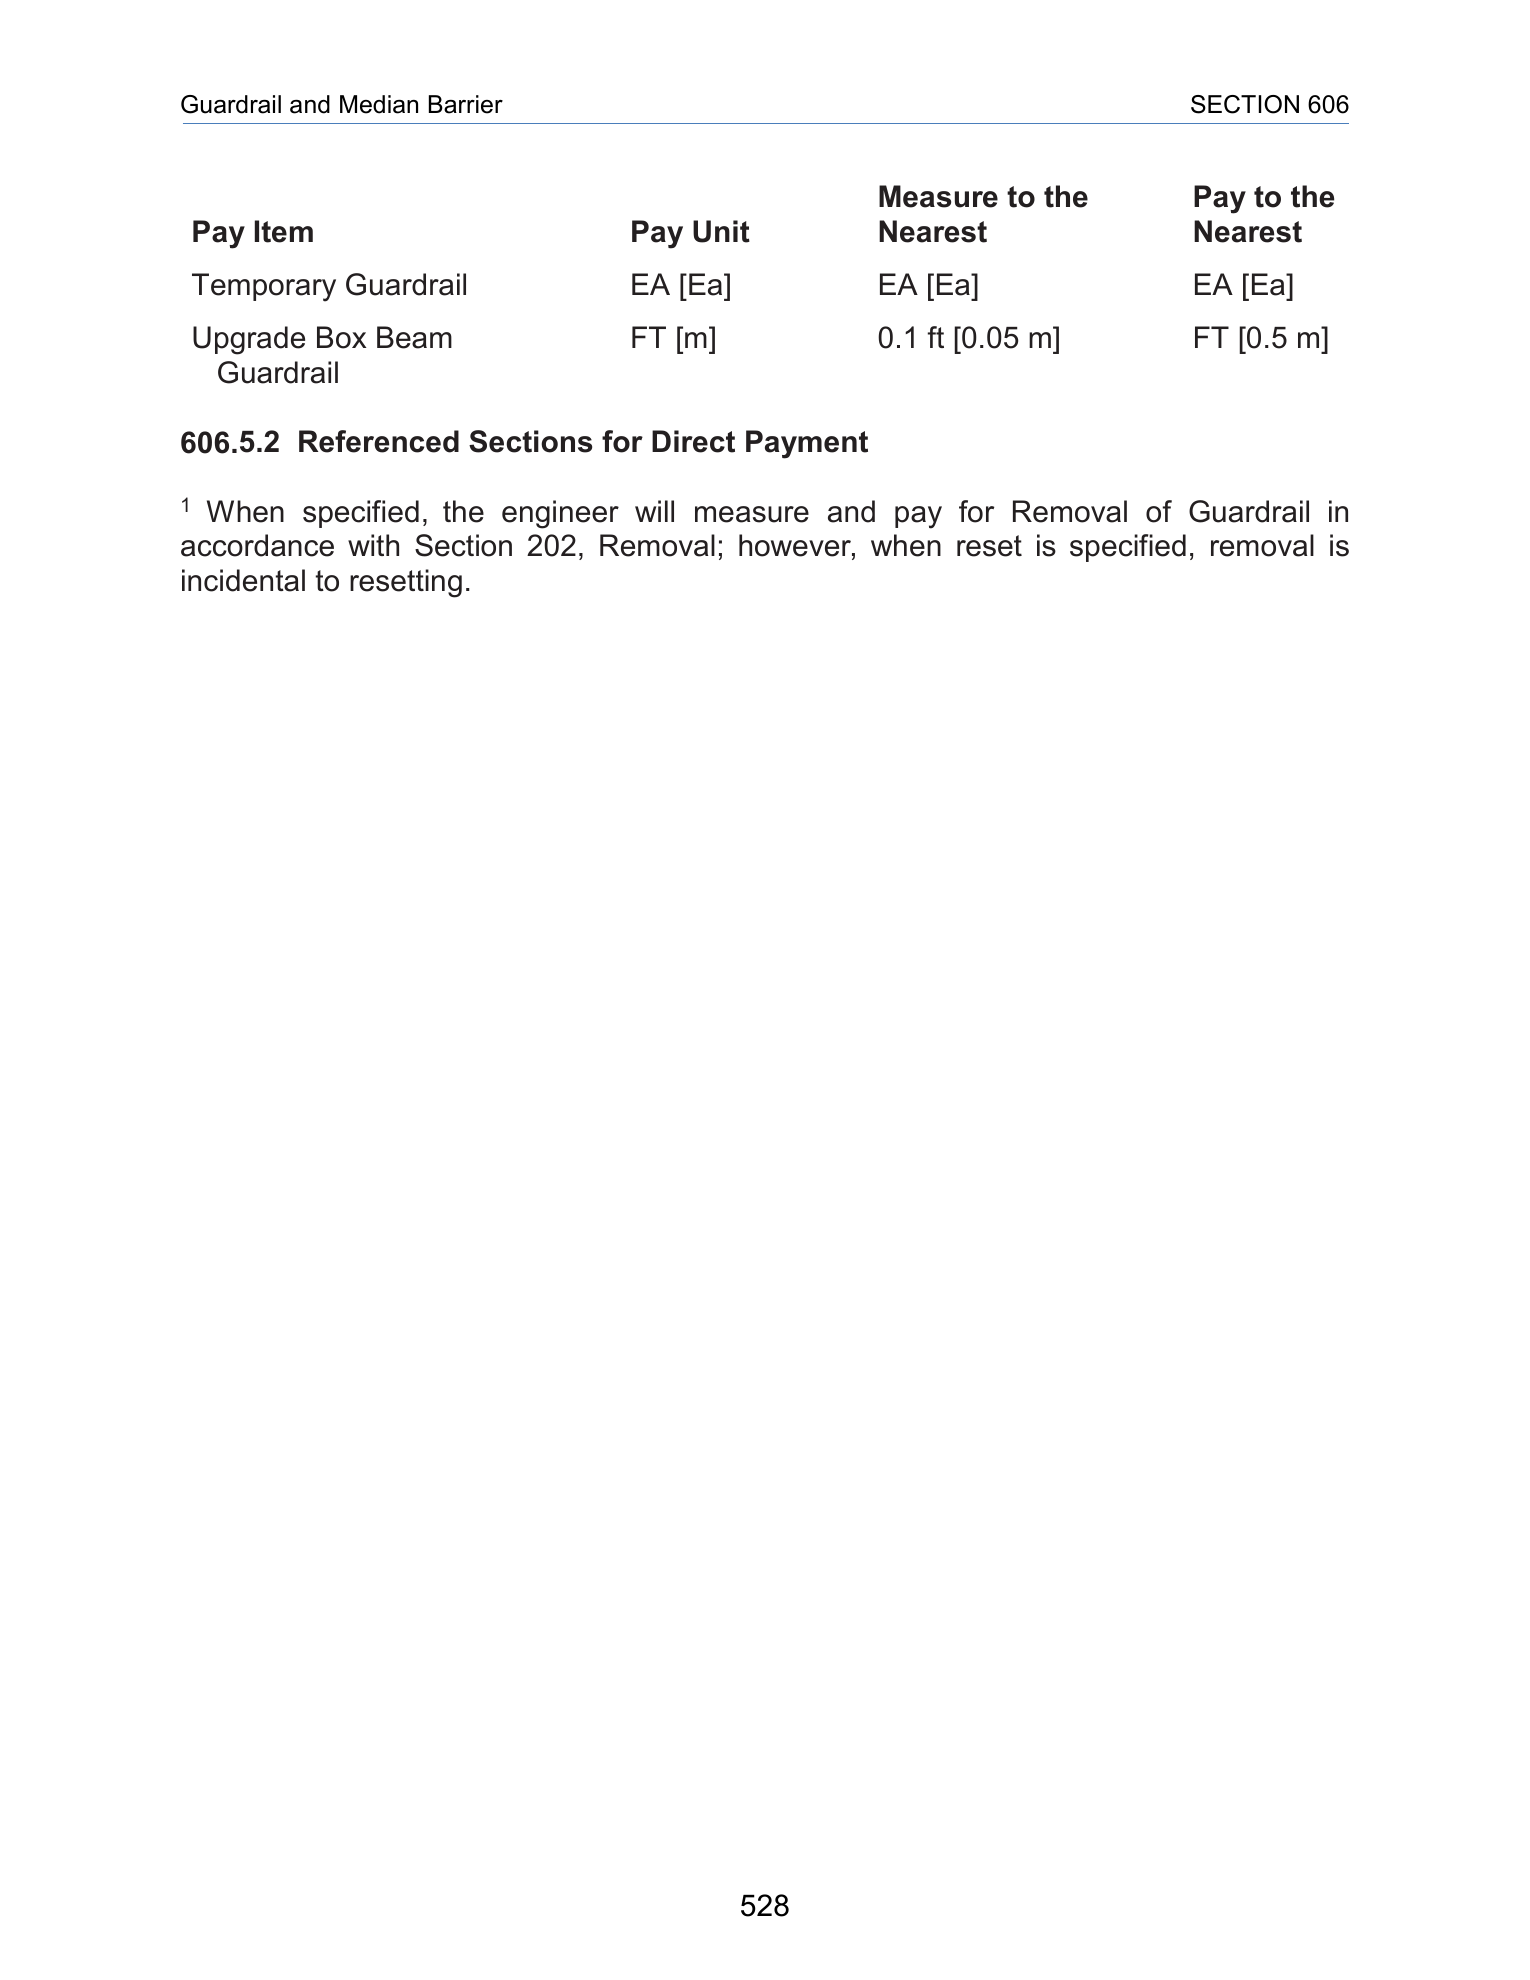 Guardrail and Median Barrier SECTION 606
Measure to the Pay to the
Pay Item Pay Unit Nearest Nearest
Temporary Guardrail EA [Ea] EA [Ea] EA [Ea]
Upgrade Box Beam FT [m] 0.1 ft [0.05 m] FT [0.5 m]
Guardrail
606.5.2 Referenced Sections for Direct Payment
1 When specified, the engineer will measure and pay for Removal of Guardrail in
accordance with Section 202, Removal; however, when reset is specified, removal is
incidental to resetting.
528